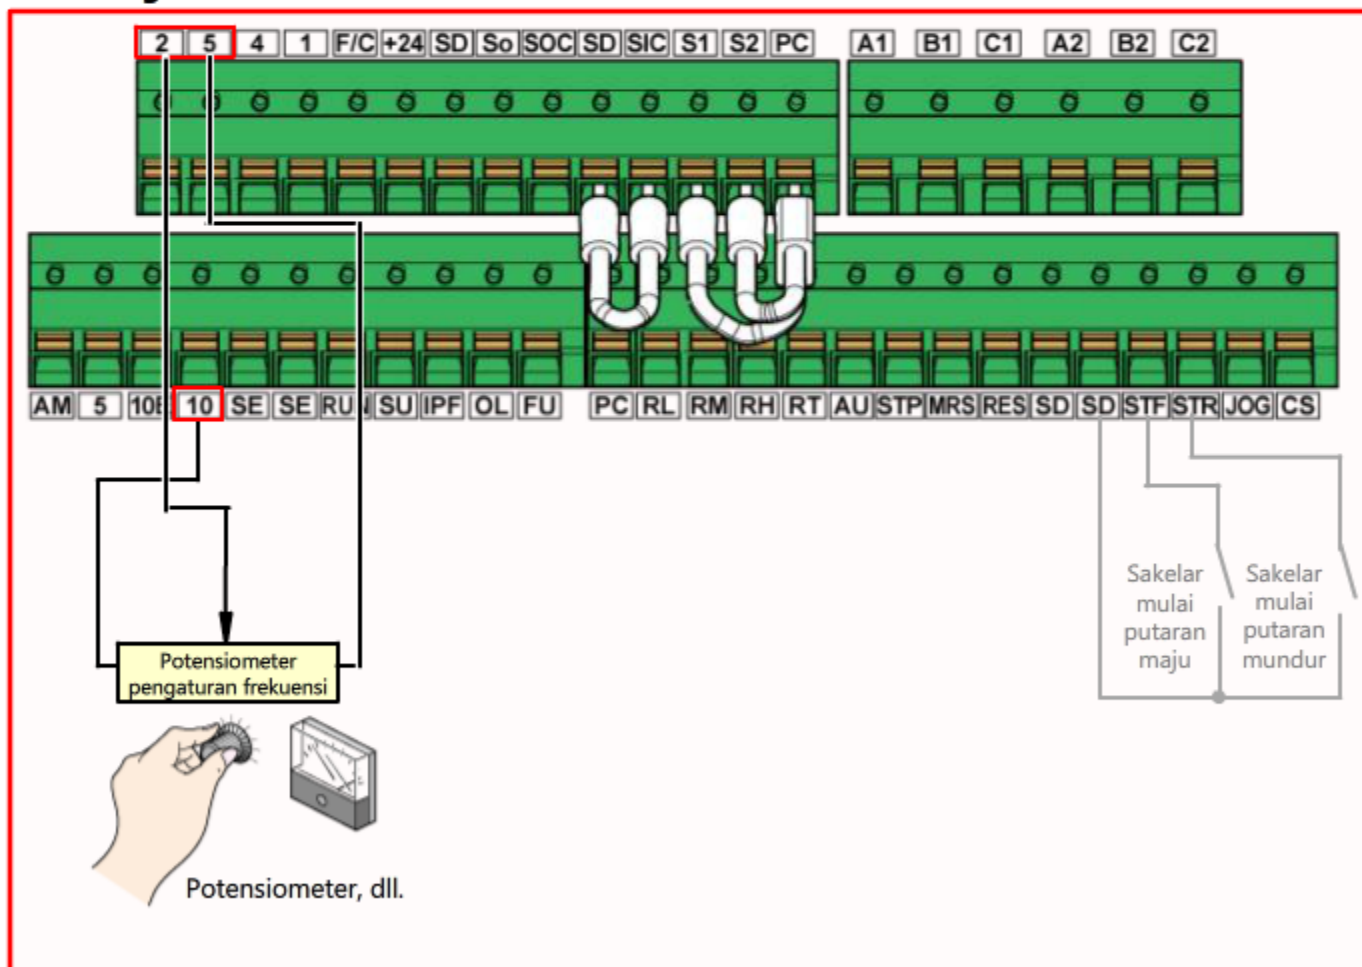 2 5 4 1 F/C +24 SD So SOC SD SIC S1 S2 PC A1 B1 C1 A2 B2 C2
AM 5 10E 10 SE SE RUN SU IPF OL FU PC RL RM RH RT AU STP MRS RES SD SD STF STR JOG CS
Sakelar
mulai
putaran
maju
Sakelar
mulai
putaran
mundur
Potensiometer
pengaturan frekuensi
Potensiometer, dll.